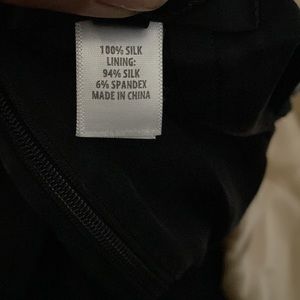 100% SILK
LINING:
94% SILK
6% SPANDEX
MADE IN CHINA